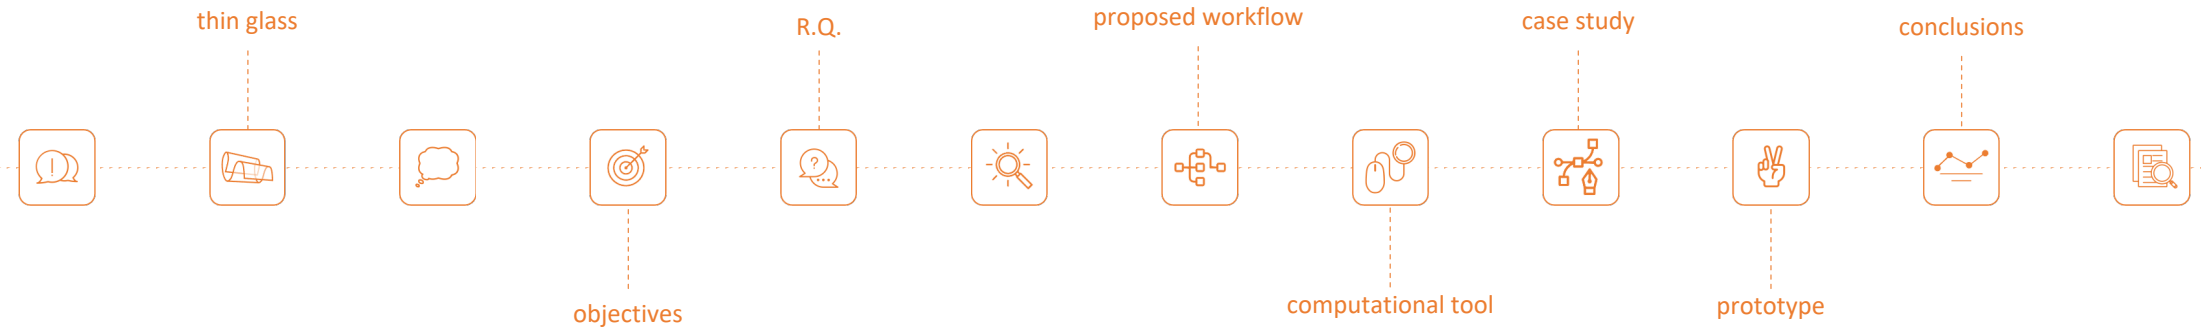 thin glass
objectives
R.Q.
proposed workflow
computational tool
case study
prototype
conclusions